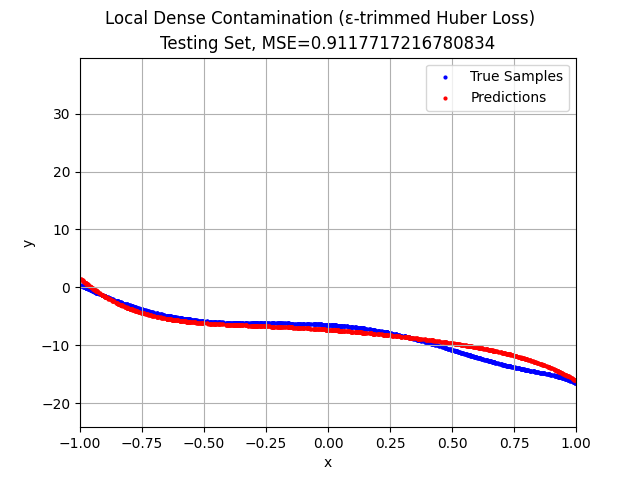 Local Dense Contamination (ε-trimmed Huber Loss)
Testing Set, MSE=0.9117717216780834
True Samples
Predictions
30
20
10
0
−10
−20
y
−1.00 −0.75 −0.50 −0.25 0.00 0.25 0.50 0.75 1.00
x